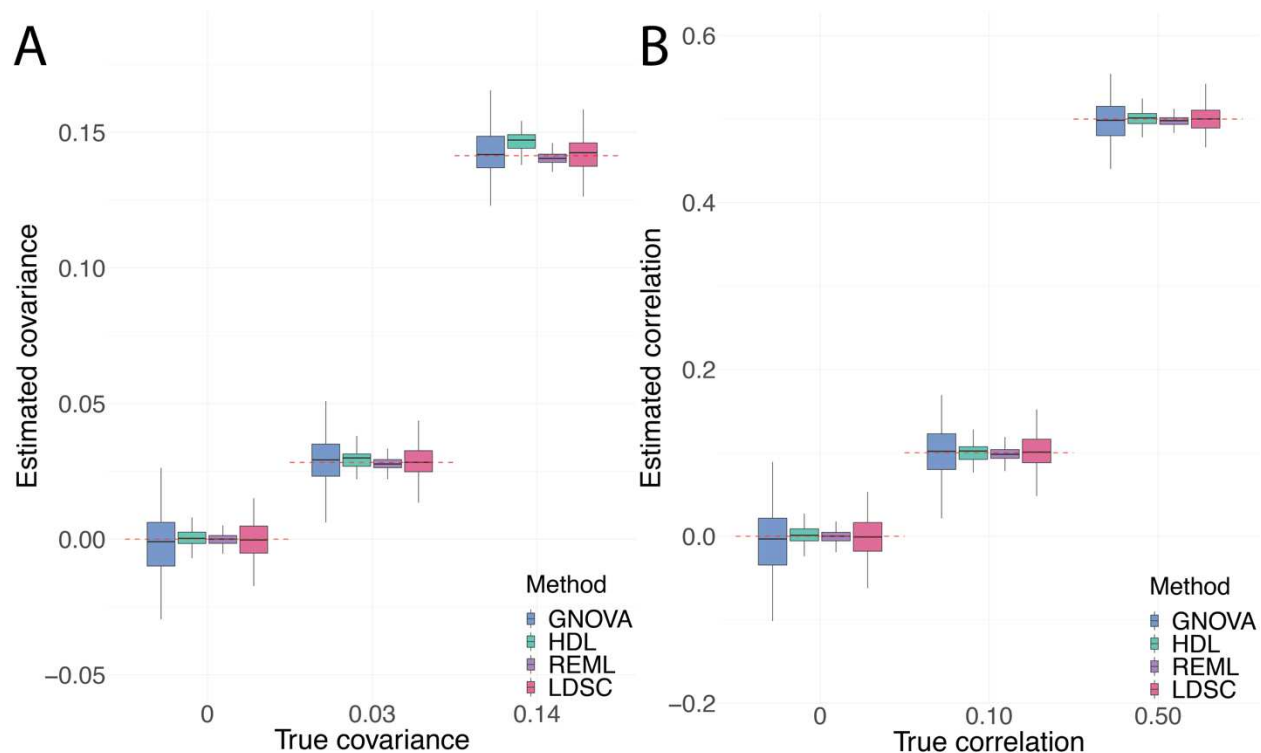 A
Estimated covariance
0.15
0.10
0.05
0.00
−0.05
0
0.03
0.14
True covariance
Method
GNOVA
HDL
REML
LDSC
B
Estimated correlation
0.6
0.4
0.2
0.0
−0.2
0
0.10
0.50
True correlation
Method
GNOVA
HDL
REML
LDSC